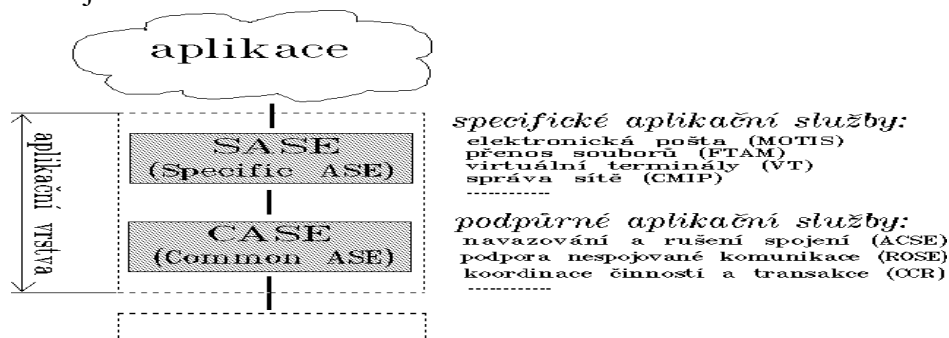 aplikace
aplikační vrstva
SASE
(Specific ASE)
CASE
(Common ASE)
specifické aplikační služby:
elektronická pošta (MOTIS)
přenos souborů (FTAM)
virtuální terminály (VT)
správa sítě (CMIP)
------------
podpůrné aplikační služby:
navazování a rušení spojení (ACSE)
podpora nespojované komunikace (ROSE)
koordinace činností a transakce (CCR)
------------